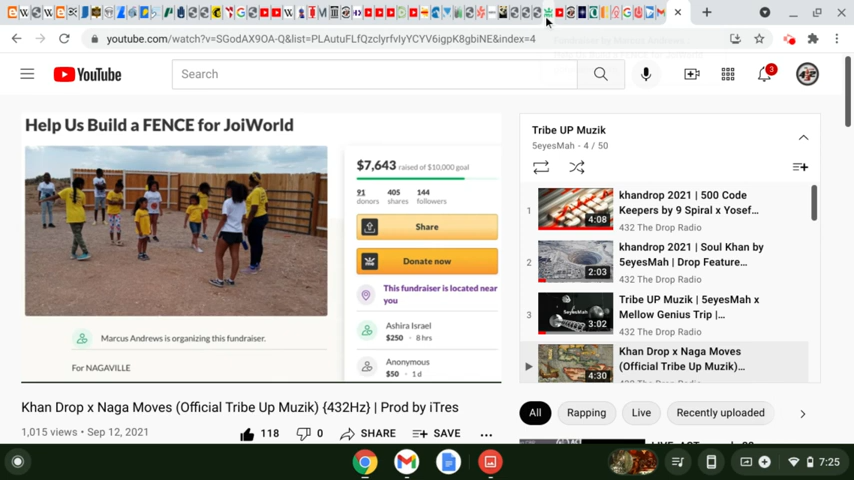 youtube.com/watch?v=SGodAX9OA-Q&list=PLAutuFLfQzclyrfvIyYCYV6igpK8gbiNE&index=4
YouTube
Search
3
Help Us Build a FENCE for JoiWorld
$7,643 raised of $10,000 goal
91 405 144
donors shares followers
Share
Donate now
This fundraiser is located near
you
Ashira Israel
$250 · 8 hrs
Anonymous
$50 · 1 d
Marcus Andrews is organizing this fundraiser.
For NAGAVILLE
Tribe UP Muzik
5eyesMah - 4 / 50
1
4:08
khandrop 2021 | 500 Code
Keepers by 9 Spiral x Yosef...
432 The Drop Radio
2
2:03
khandrop 2021 | Soul Khan by
5eyesMah | Drop Feature...
432 The Drop Radio
3
5eyesMah
3:02
Tribe UP Muzik | 5eyesMah x
Mellow Genius Trip |...
432 The Drop Radio
4:30
Khan Drop x Naga Moves
(Official Tribe Up Muzik)...
Khan Drop x Naga Moves (Official Tribe Up Muzik) {432Hz} | Prod by iTres
1,015 views • Sep 12, 2021
118
0
SHARE
SAVE
All
Rapping
Live
Recently uploaded
7:25